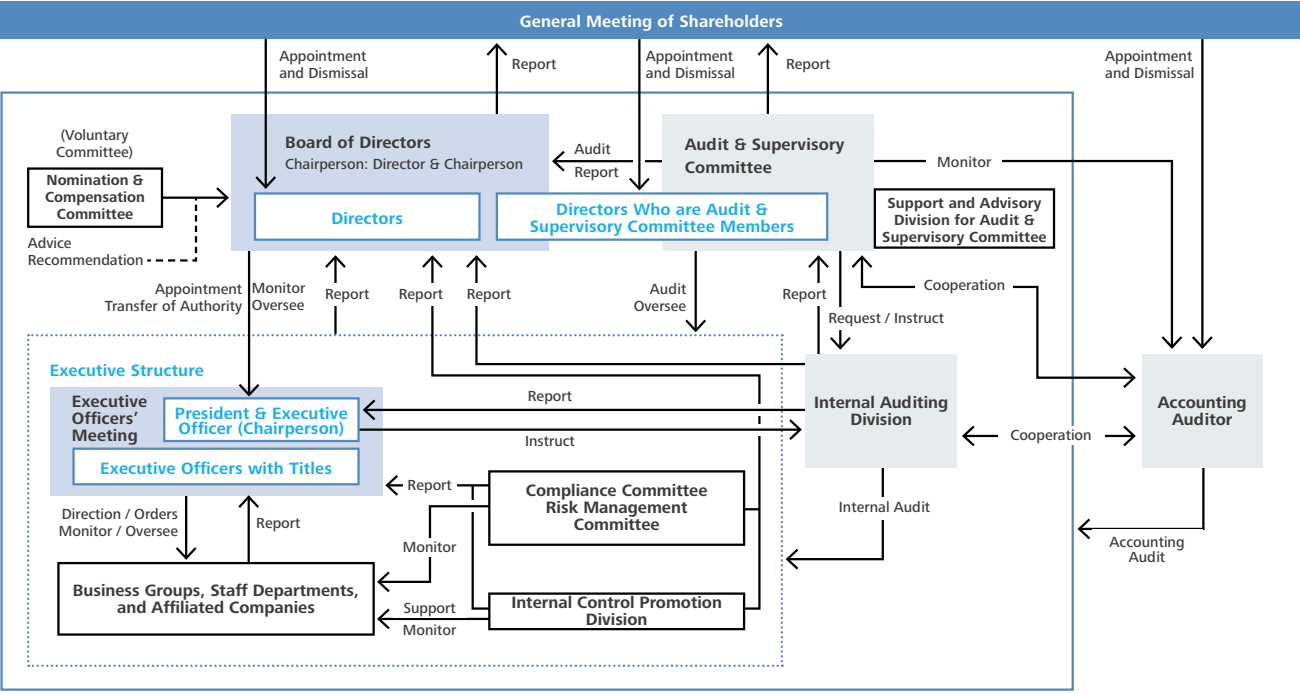 General Meeting of Shareholders
Appointment
and Dismissal
Report
Appointment
and Dismissal
Report
Appointment
and Dismissal
(Voluntary
Committee)
Nomination &
Compensation
Committee
Advice
Recommendation
Board of Directors
Chairperson: Director & Chairperson
Directors
Audit
Report
Audit & Supervisory
Committee
Directors Who are Audit &
Supervisory Committee Members
Monitor
Support and Advisory
Division for Audit &
Supervisory Committee
Appointment
Transfer of Authority
Monitor
Oversee
Report
Report
Report
Audit
Oversee
Report
Request / Instruct
Cooperation
Executive Structure
Executive
Officers’
Meeting
President & Executive
Officer (Chairperson)
Executive Officers with Titles
Report
Instruct
Internal Auditing
Division
Cooperation
Accounting
Auditor
Direction / Orders
Monitor / Oversee
Report
Report
Monitor
Compliance Committee
Risk Management
Committee
Internal Audit
Accounting
Audit
Business Groups, Staff Departments,
and Affiliated Companies
Support
Monitor
Internal Control Promotion
Division